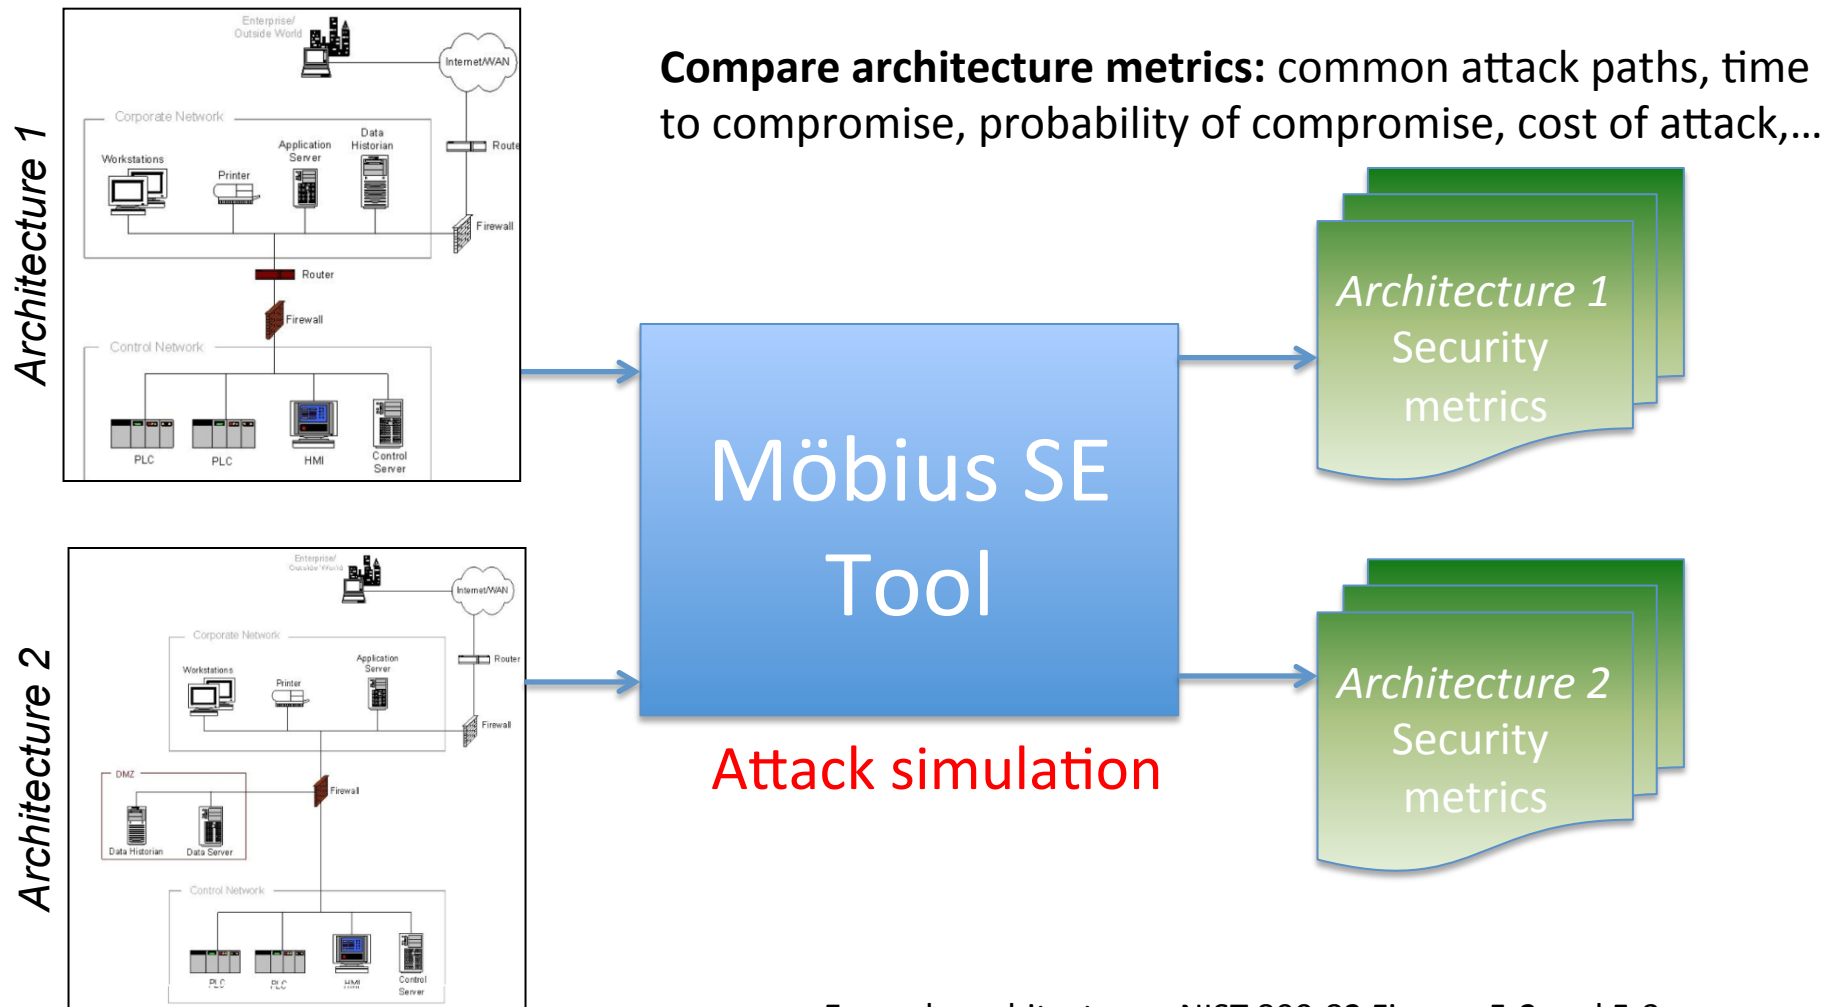 Compare architecture metrics: common attack paths, time
to compromise, probability of compromise, cost of attack,...
Architecture 1
Enterprise/
Outside World
Internet/WAN
Corporate Network
Workstations
Printer
Application
Server
Data
Historian
Route
Firewall
Router
Firewall
Control Network
PLC
PLC
HMI
Control
Server
Architecture 2
Enterprise/
Outside World
Internet/WAN
Corporate Network
Workstations
Printer
Application
Server
Router
Firewall
DMZ
Firewall
Data Historian
Data Server
Control Network
PLC
PLC
HMI
Control
Server
Möbius SE
Tool
Attack simulation
Architecture 1
Security
metrics
Architecture 2
Security
metrics